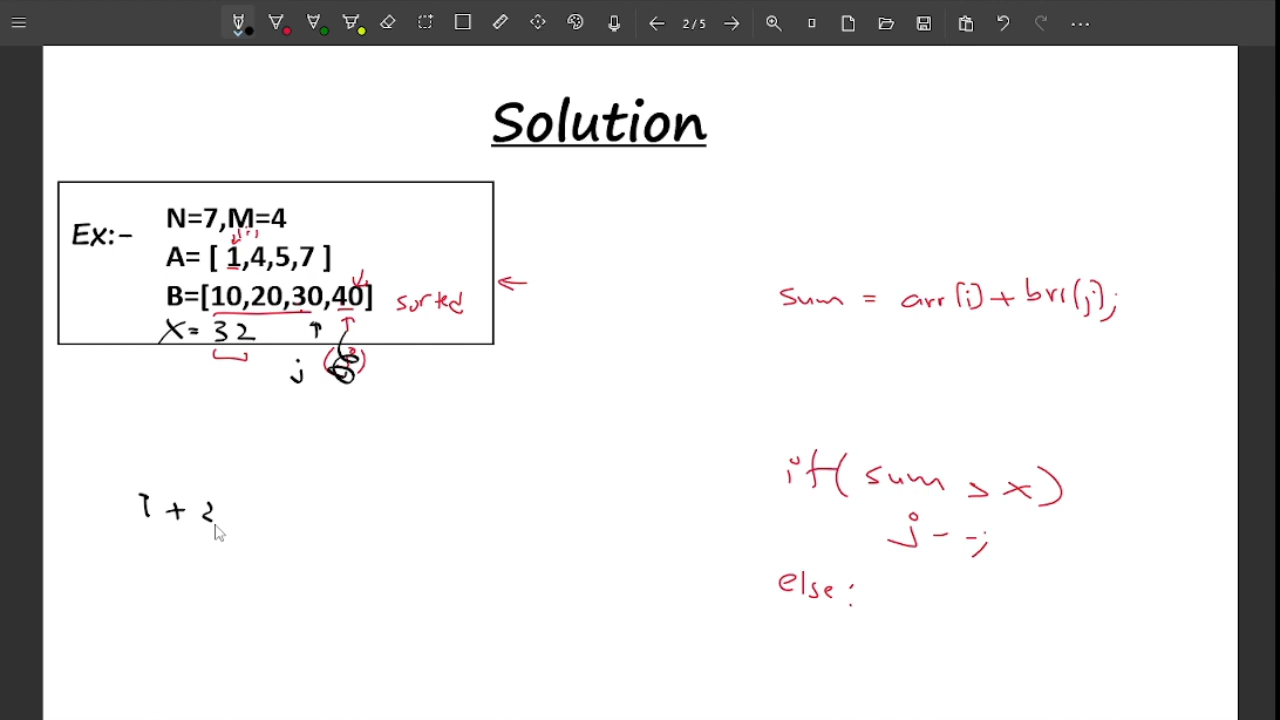 2/5
Solution
Ex:-
N=7,M=4
A= [ 1,4,5,7 ]
B=[10,20,30,40] sorted
X= 32
j
sum = arr[i]+ brr[j];
if( sum > x)
j--;
else:
1 + 2